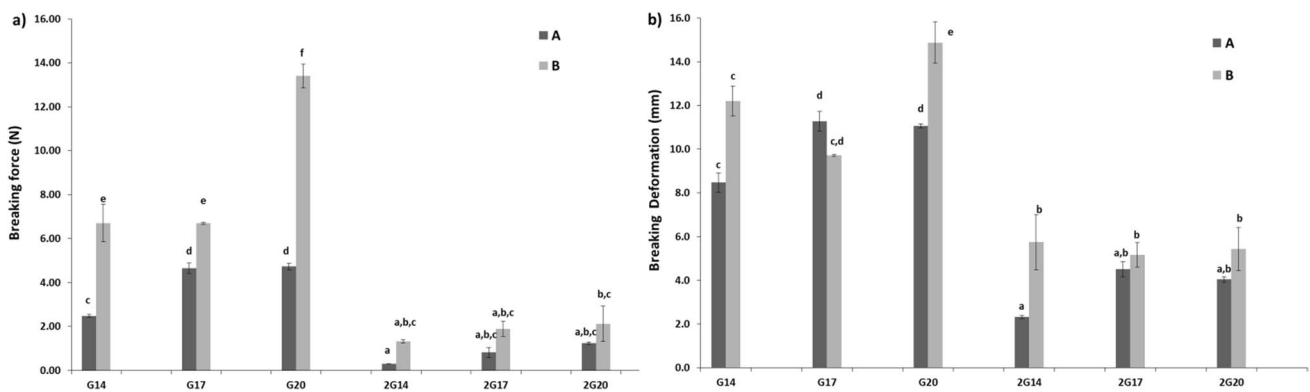 a)
Breaking force (N)
16.00
14.00
12.00
10.00
8.00
6.00
4.00
2.00
0.00
A
B
c
e
d
e
d
f
a
a,b,c
a,b,c
a,b,c
a,b,c
b,c
G14 G17 G20 2G14 2G17 2G20
b)
Breaking Deformation (mm)
16.0
14.0
12.0
10.0
8.0
6.0
4.0
2.0
0.0
A
B
c
c
d
c,d
d
e
a
b
a,b
b
a,b
b
G14 G17 G20 2G14 2G17 2G20